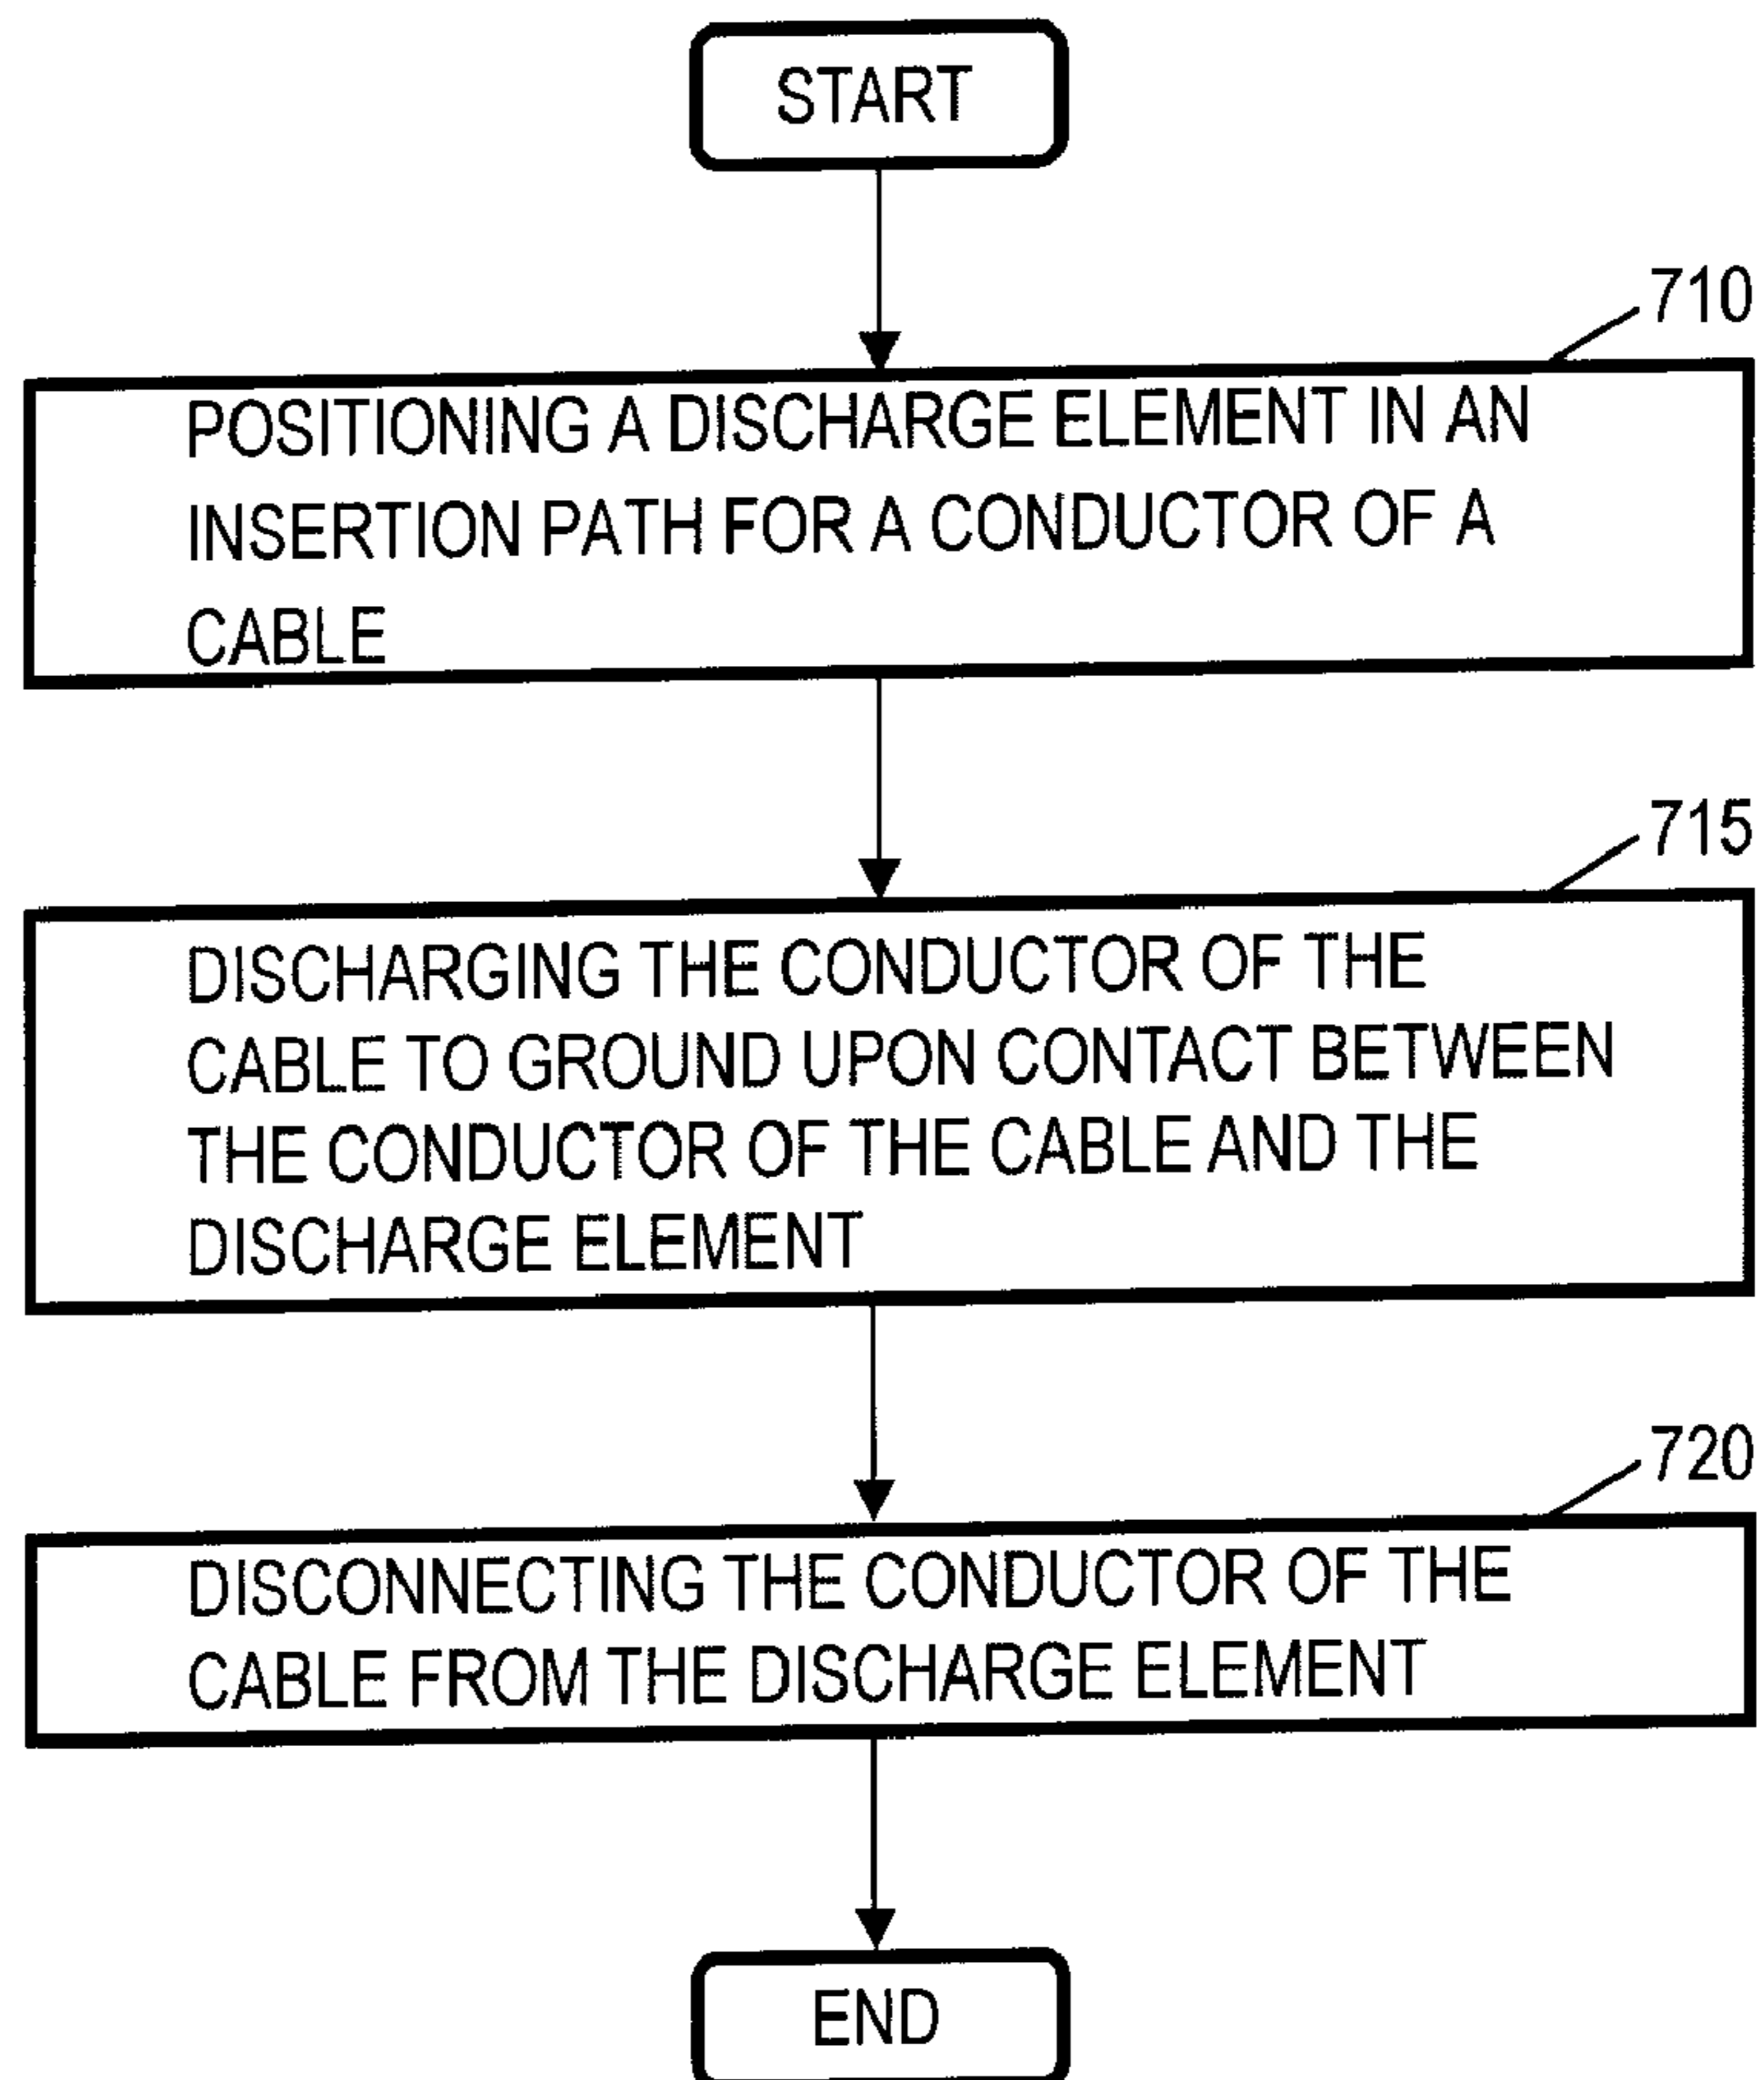 START
710
POSITIONING A DISCHARGE ELEMENT IN AN
INSERTION PATH FOR A CONDUCTOR OF A
CABLE
715
DISCHARGING THE CONDUCTOR OF THE
CABLE TO GROUND UPON CONTACT BETWEEN
THE CONDUCTOR OF THE CABLE AND THE
DISCHARGE ELEMENT
720
DISCONNECTING THE CONDUCTOR OF THE
CABLE FROM THE DISCHARGE ELEMENT
END